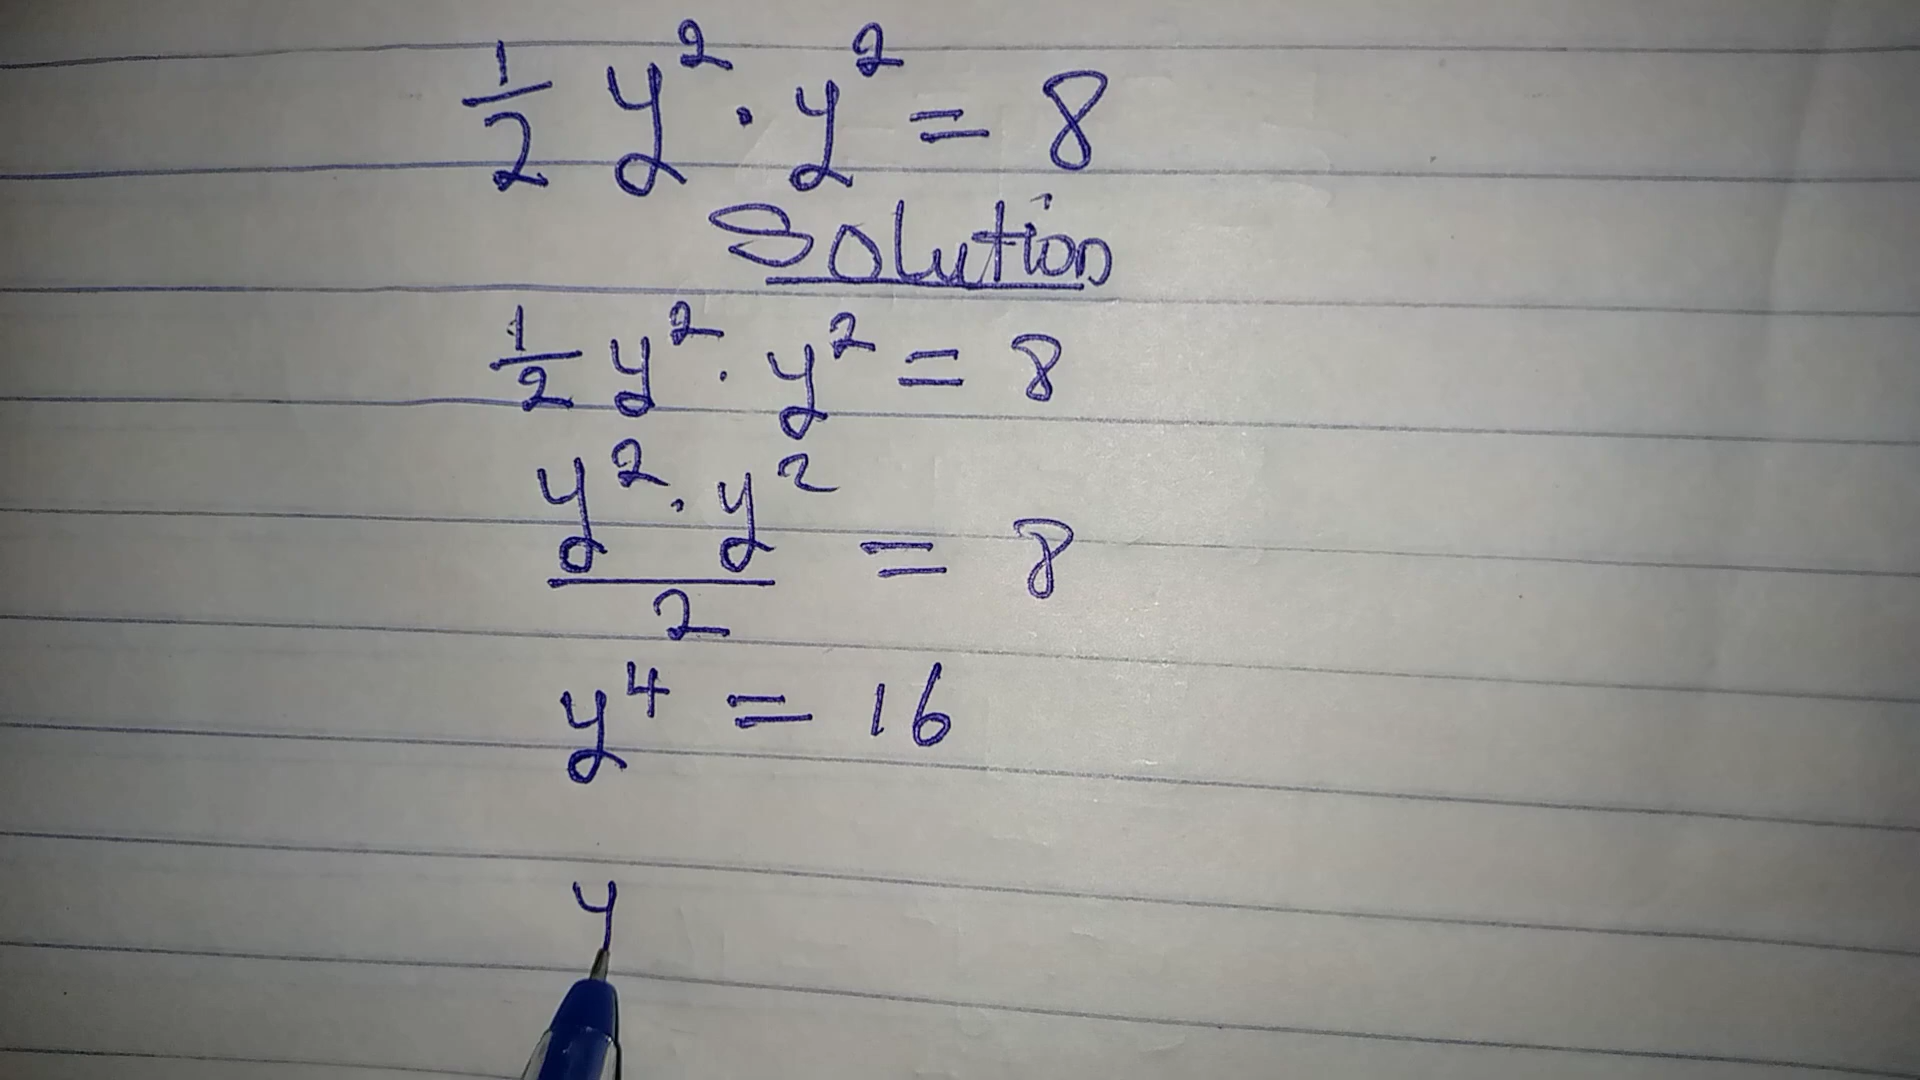 1/2 y² · y² = 8
Solution
1/2 y² · y² = 8
y² · y² / 2 = 8
y⁴ = 16
y